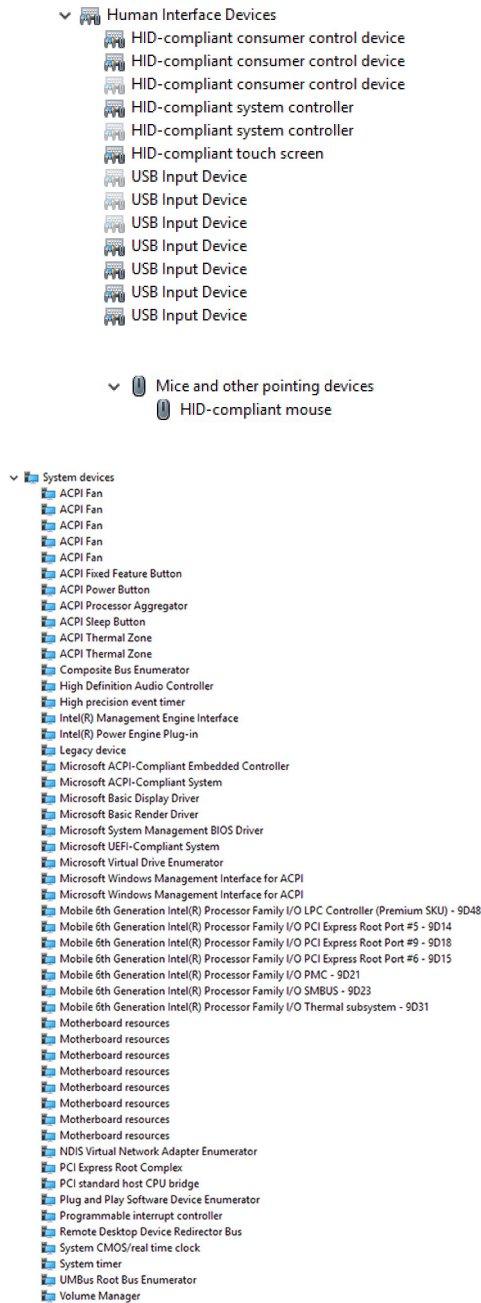 Human Interface Devices
HID-compliant consumer control device
HID-compliant consumer control device
HID-compliant consumer control device
HID-compliant system controller
HID-compliant system controller
HID-compliant touch screen
USB Input Device
USB Input Device
USB Input Device
USB Input Device
USB Input Device
USB Input Device
USB Input Device
Mice and other pointing devices
HID-compliant mouse
System devices
ACPI Fan
ACPI Fan
ACPI Fan
ACPI Fan
ACPI Fan
ACPI Fixed Feature Button
ACPI Power Button
ACPI Processor Aggregator
ACPI Sleep Button
ACPI Thermal Zone
ACPI Thermal Zone
Composite Bus Enumerator
High Definition Audio Controller
High precision event timer
Intel(R) Management Engine Interface
Intel(R) Power Engine Plug-in
Legacy device
Microsoft ACPI-Compliant Embedded Controller
Microsoft ACPI-Compliant System
Microsoft Basic Display Driver
Microsoft Basic Render Driver
Microsoft System Management BIOS Driver
Microsoft UEFI-Compliant System
Microsoft Virtual Drive Enumerator
Microsoft Windows Management Interface for ACPI
Microsoft Windows Management Interface for ACPI
Mobile 6th Generation Intel(R) Processor Family I/O LPC Controller (Premium SKU) - 9D48
Mobile 6th Generation Intel(R) Processor Family I/O PCI Express Root Port #5 - 9D14
Mobile 6th Generation Intel(R) Processor Family I/O PCI Express Root Port #9 - 9D18
Mobile 6th Generation Intel(R) Processor Family I/O PCI Express Root Port #6 - 9D15
Mobile 6th Generation Intel(R) Processor Family I/O PMC - 9D21
Mobile 6th Generation Intel(R) Processor Family I/O SMBUS - 9D23
Mobile 6th Generation Intel(R) Processor Family I/O Thermal subsystem - 9D31
Motherboard resources
Motherboard resources
Motherboard resources
Motherboard resources
Motherboard resources
Motherboard resources
Motherboard resources
Motherboard resources
NDIS Virtual Network Adapter Enumerator
PCI Express Root Complex
PCI standard host CPU bridge
Plug and Play Software Device Enumerator
Programmable interrupt controller
Remote Desktop Device Redirector Bus
System CMOS/real time clock
System timer
UMBus Root Bus Enumerator
Volume Manager